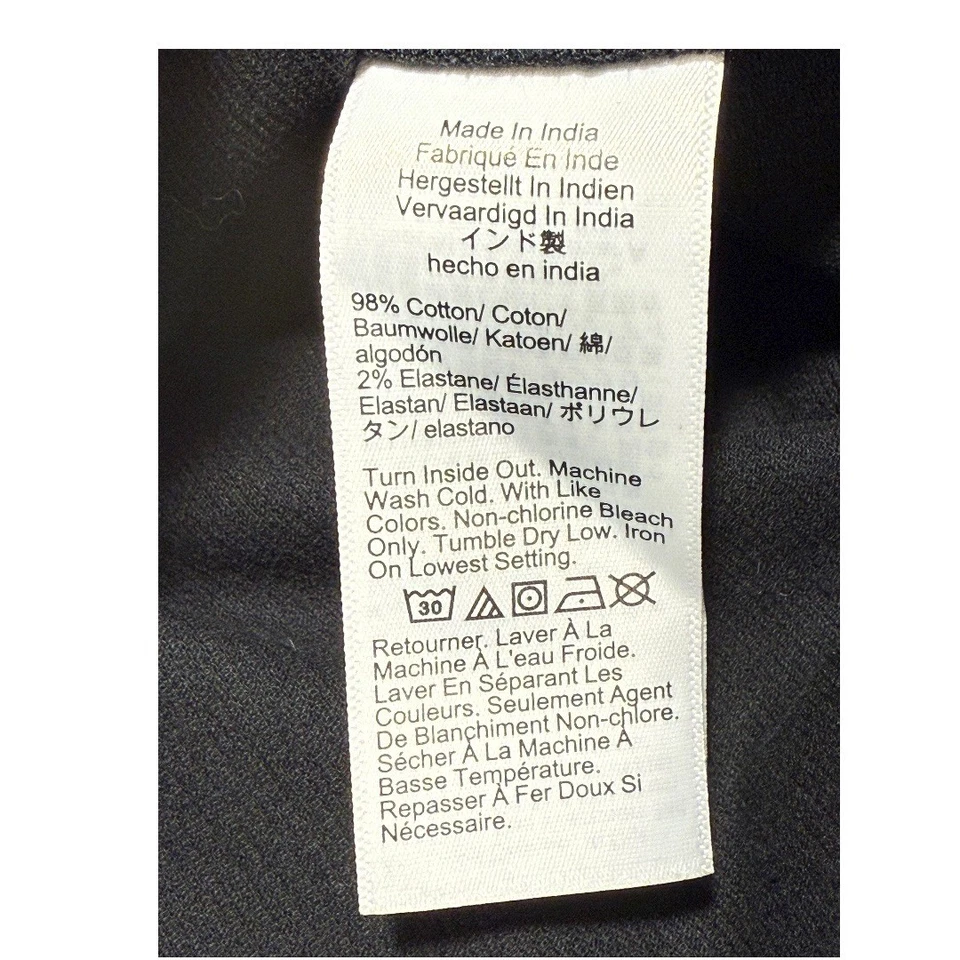 Made In India
Fabriqué En Inde
Hergestellt In Indien
Vervaardigd In India
インド製
hecho en india
98% Cotton/ Coton/
Baumwolle/ Katoen/ 綿/
algodón
2% Elastane/ Élasthanne/
Elastan/ Elastaan/ ポリウレ
タン/ elastano
Turn Inside Out. Machine
Wash Cold. With Like
Colors. Non-chlorine Bleach
Only. Tumble Dry Low. Iron
On Lowest Setting.
30
Retourner. Laver À La
Machine À L'eau Froide.
Laver En Séparant Les
Couleurs. Seulement Agent
De Blanchiment Non-chlore.
Sécher À La Machine À
Basse Température.
Repasser À Fer Doux Si
Nécessaire.